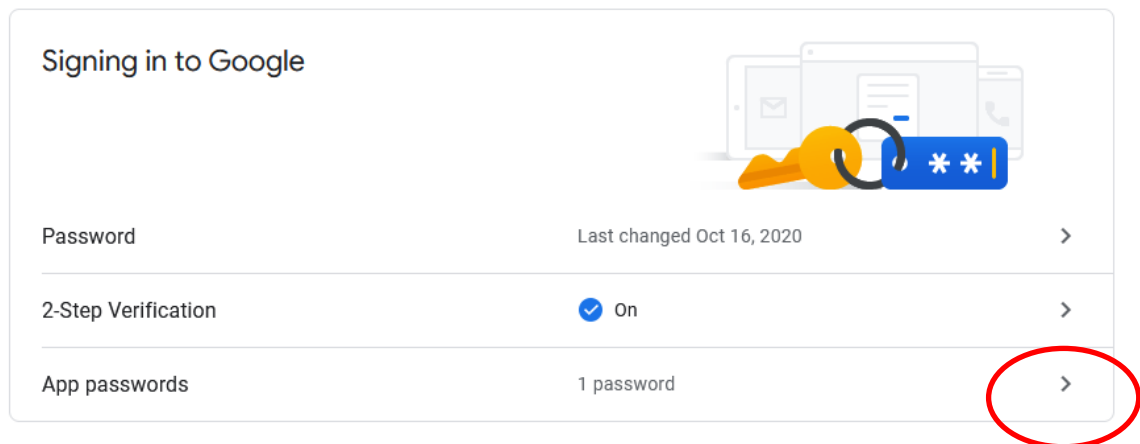 Signing in to Google
* *
Password Last changed Oct 16, 2020
2-Step Verification On
App passwords 1 password